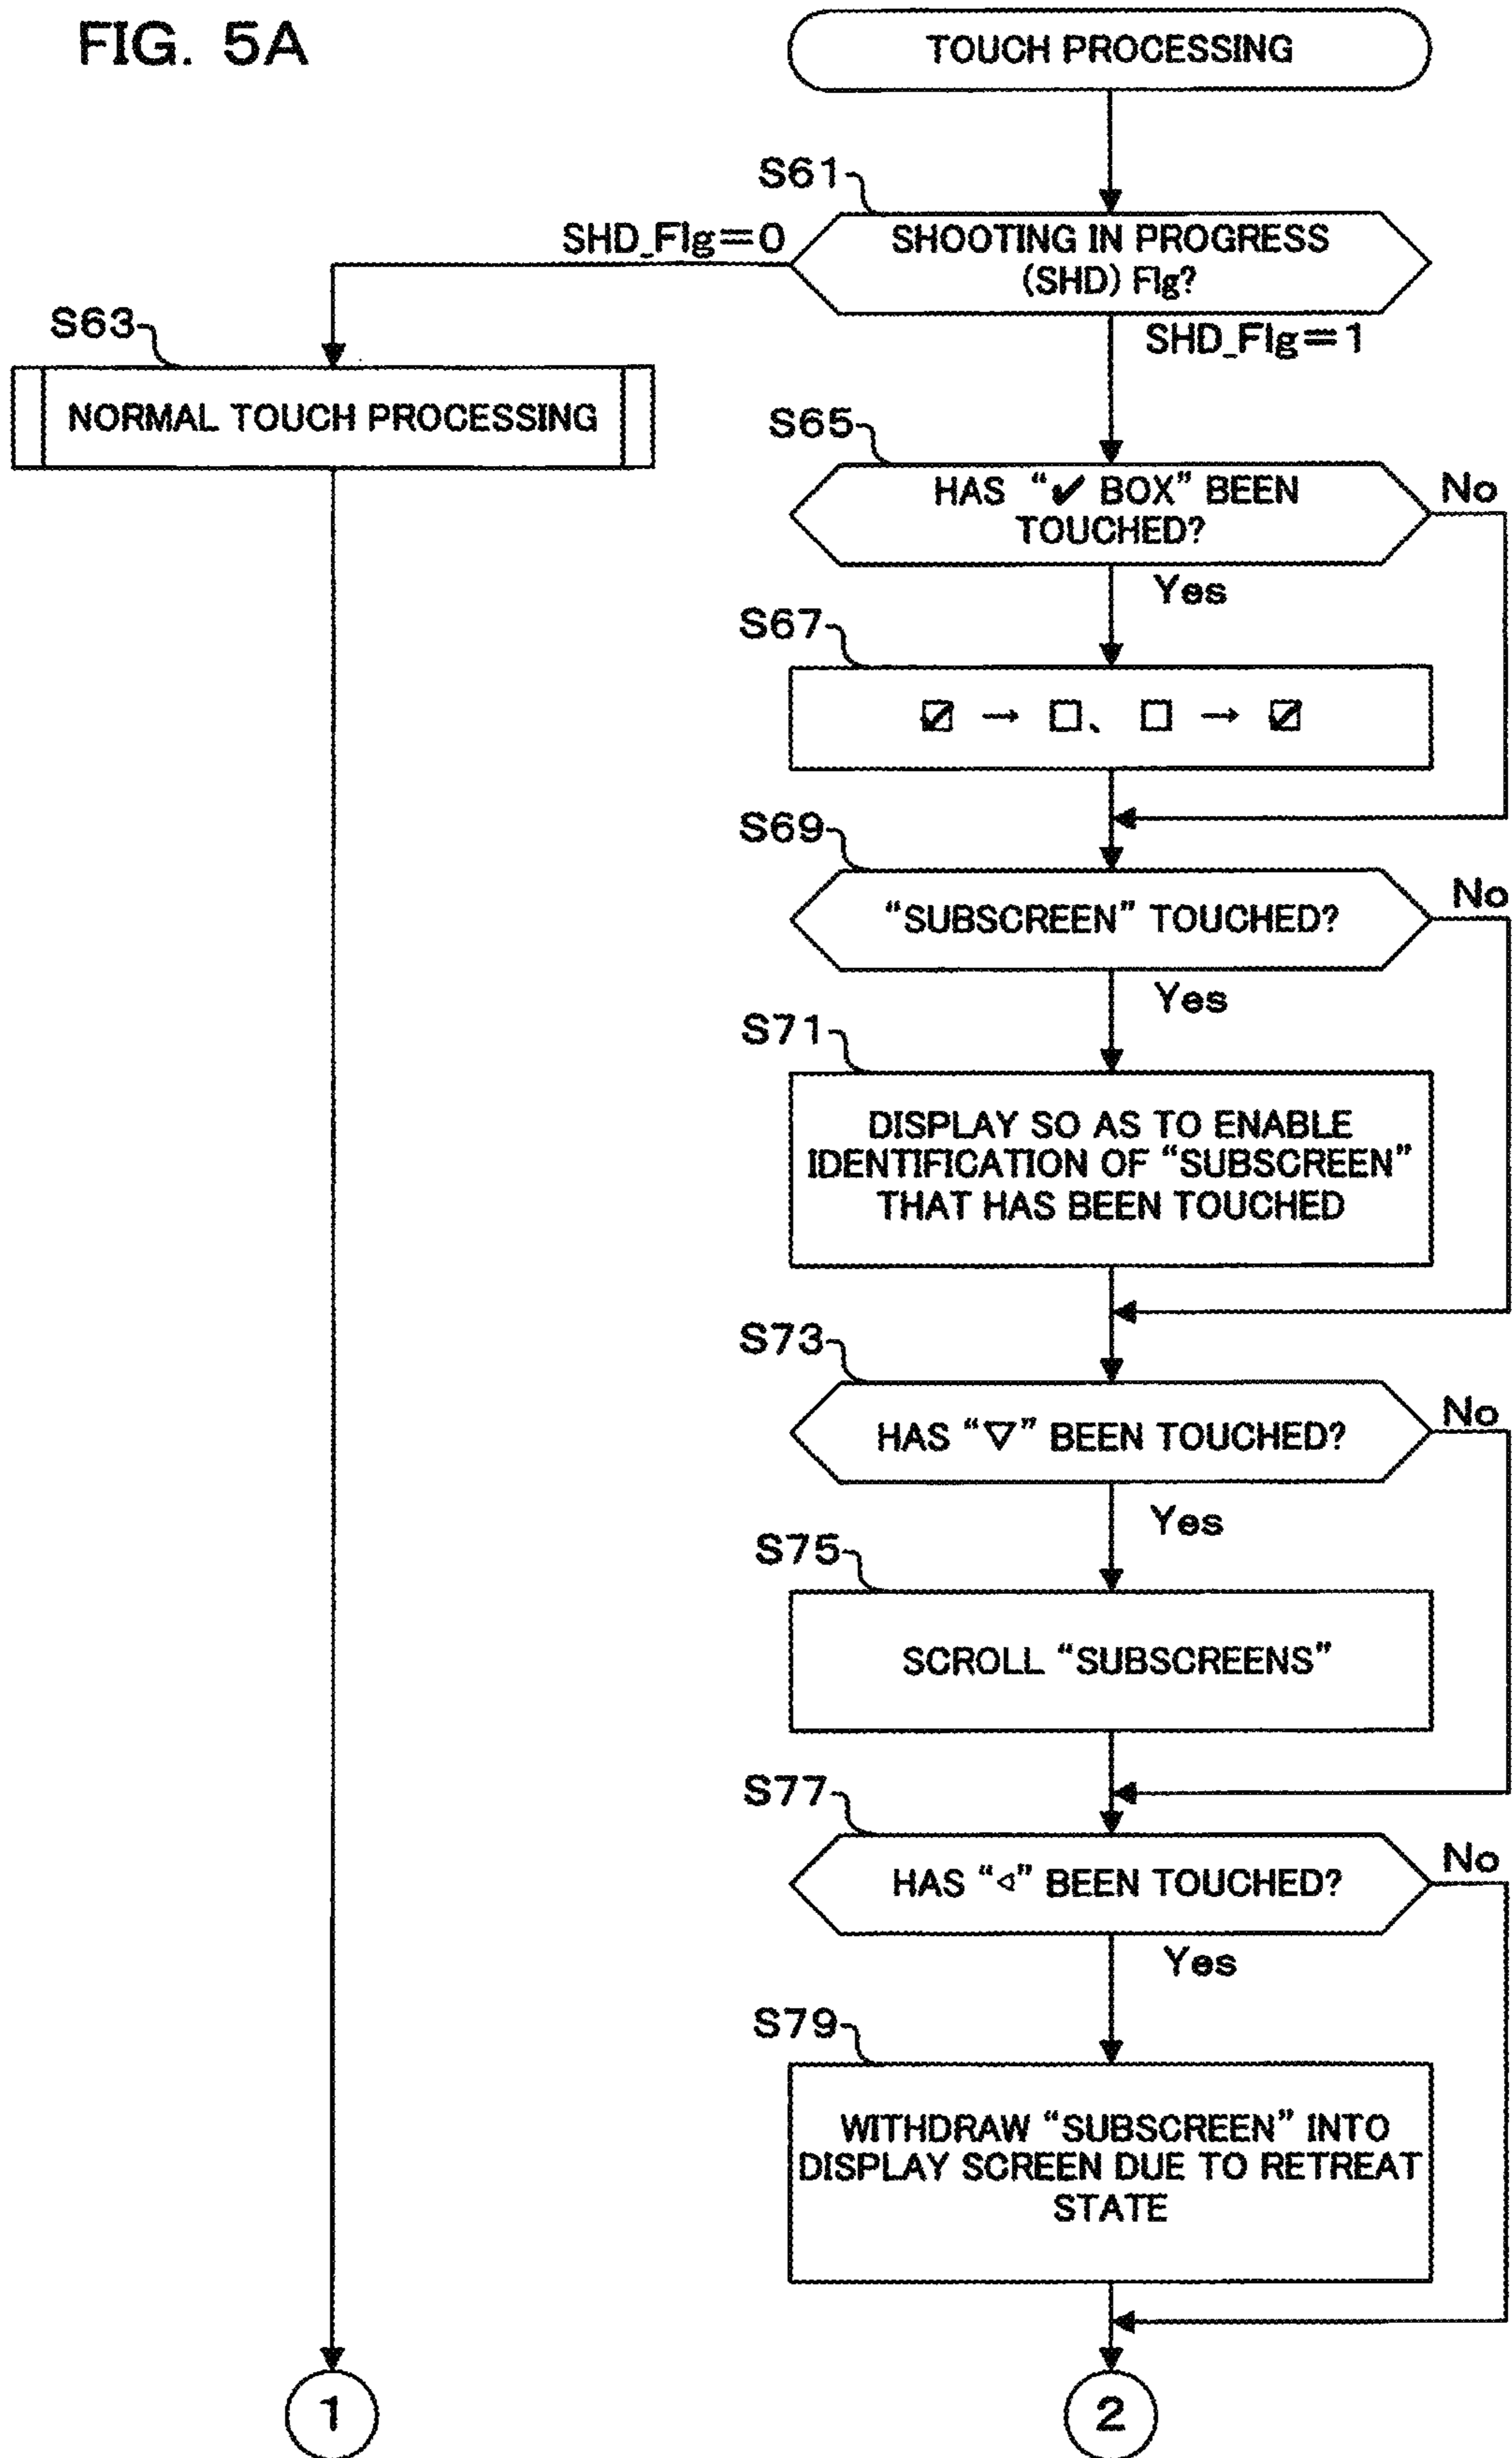 FIG. 5A
TOUCH PROCESSING
S61
SHD_Flg=0
SHOOTING IN PROGRESS
(SHD) Flg?
SHD_Flg=1
S63
NORMAL TOUCH PROCESSING
S65
HAS “✔ BOX” BEEN
TOUCHED?
No
Yes
S67
☑ → □、 □ → ☑
S69
“SUBSCREEN” TOUCHED?
No
Yes
S71
DISPLAY SO AS TO ENABLE
IDENTIFICATION OF “SUBSCREEN”
THAT HAS BEEN TOUCHED
S73
HAS “▽” BEEN TOUCHED?
No
Yes
S75
SCROLL “SUBSCREENS”
S77
HAS “◁” BEEN TOUCHED?
No
Yes
S79
WITHDRAW “SUBSCREEN” INTO
DISPLAY SCREEN DUE TO RETREAT
STATE
1
2